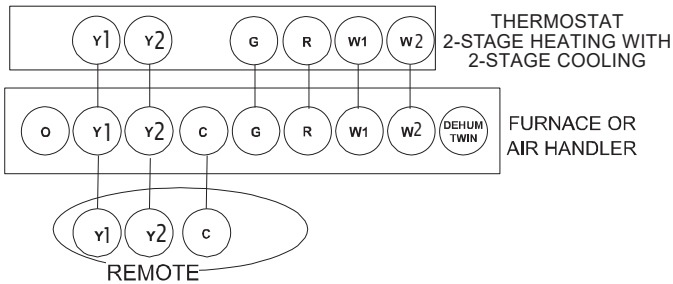 Y1 Y2 G R W1 W2
THERMOSTAT
2-STAGE HEATING WITH
2-STAGE COOLING
O Y1 Y2 C G R W1 W2 DEHUM TWIN
FURNACE OR
AIR HANDLER
Y1 Y2 C
REMOTE